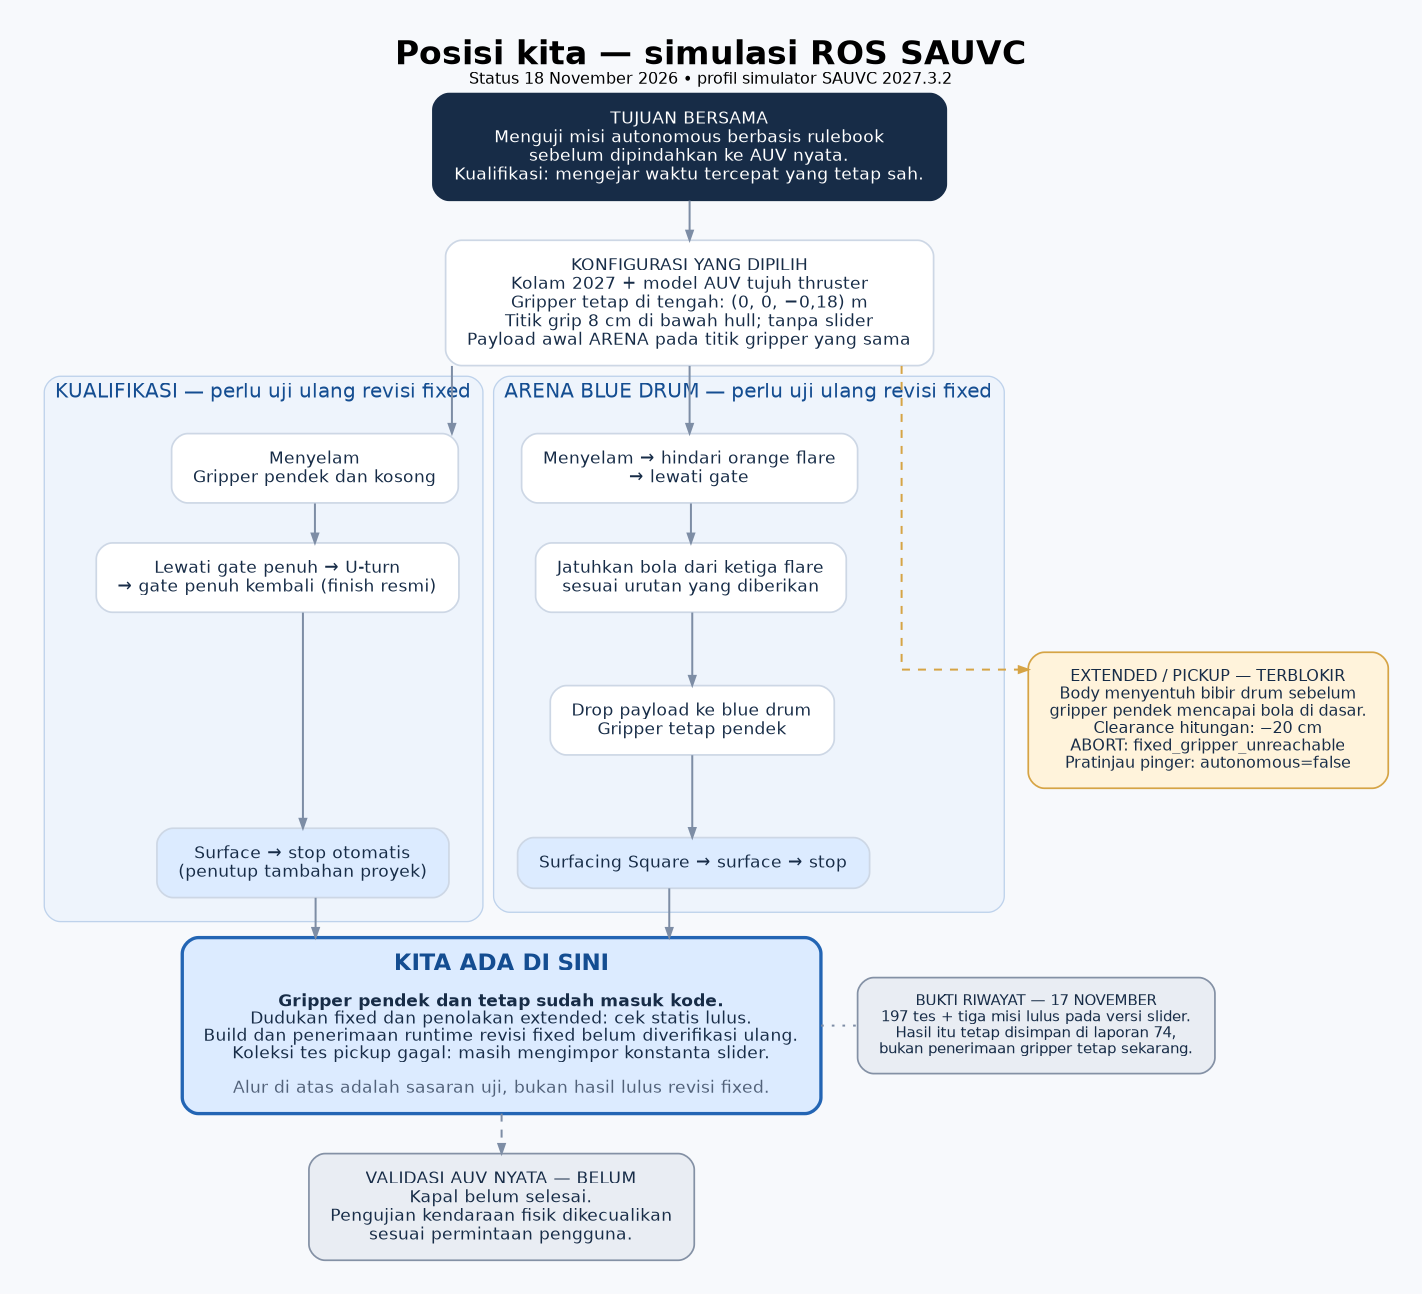 Posisi kita — simulasi ROS SAUVC
Status 18 November 2026 • profil simulator SAUVC 2027.3.2
TUJUAN BERSAMA
Menguji misi autonomous berbasis rulebook
sebelum dipindahkan ke AUV nyata.
Kualifikasi: mengejar waktu tercepat yang tetap sah.
KONFIGURASI YANG DIPILIH
Kolam 2027 + model AUV tujuh thruster
Gripper tetap di tengah: (0, 0, −0,18) m
Titik grip 8 cm di bawah hull; tanpa slider
Payload awal ARENA pada titik gripper yang sama
KUALIFIKASI — perlu uji ulang revisi fixed
Menyelam
Gripper pendek dan kosong
Lewati gate penuh → U-turn
→ gate penuh kembali (finish resmi)
Surface → stop otomatis
(penutup tambahan proyek)
ARENA BLUE DRUM — perlu uji ulang revisi fixed
Menyelam → hindari orange flare
→ lewati gate
Jatuhkan bola dari ketiga flare
sesuai urutan yang diberikan
Drop payload ke blue drum
Gripper tetap pendek
Surfacing Square → surface → stop
EXTENDED / PICKUP — TERBLOKIR
Body menyentuh bibir drum sebelum
gripper pendek mencapai bola di dasar.
Clearance hitungan: −20 cm
ABORT: fixed_gripper_unreachable
Pratinjau pinger: autonomous=false
KITA ADA DI SINI
Gripper pendek dan tetap sudah masuk kode.
Dudukan fixed dan penolakan extended: cek statis lulus.
Build dan penerimaan runtime revisi fixed belum diverifikasi ulang.
Koleksi tes pickup gagal: masih mengimpor konstanta slider.
Alur di atas adalah sasaran uji, bukan hasil lulus revisi fixed.
BUKTI RIWAYAT — 17 NOVEMBER
197 tes + tiga misi lulus pada versi slider.
Hasil itu tetap disimpan di laporan 74,
bukan penerimaan gripper tetap sekarang.
VALIDASI AUV NYATA — BELUM
Kapal belum selesai.
Pengujian kendaraan fisik dikecualikan
sesuai permintaan pengguna.